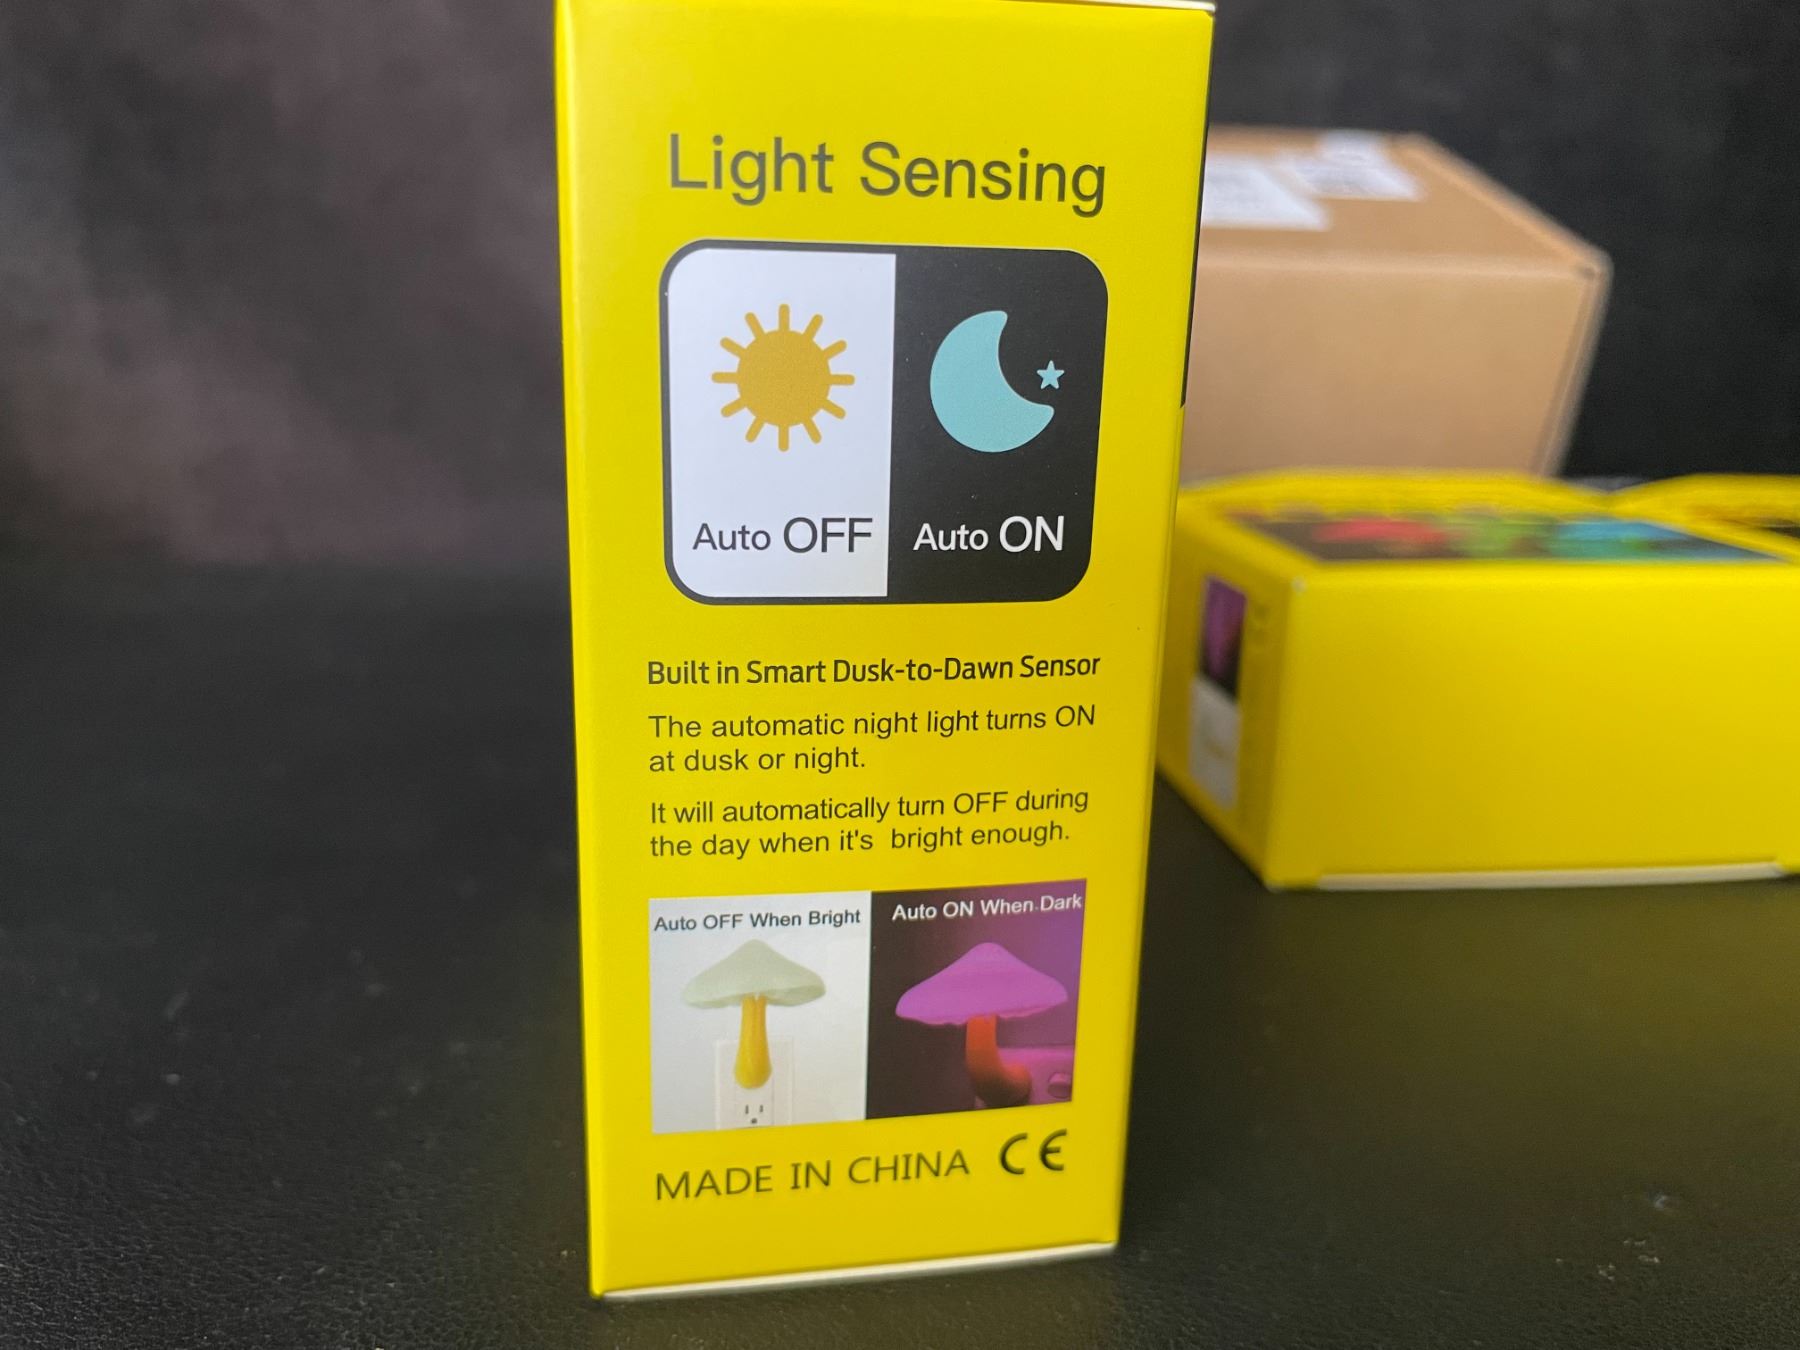 Light Sensing
Auto OFF
Auto ON
Built in Smart Dusk-to-Dawn Sensor
The automatic night light turns ON
at dusk or night.
It will automatically turn OFF during
the day when it's  bright enough.
Auto OFF When Bright
Auto ON When Dark
MADE IN CHINA CE